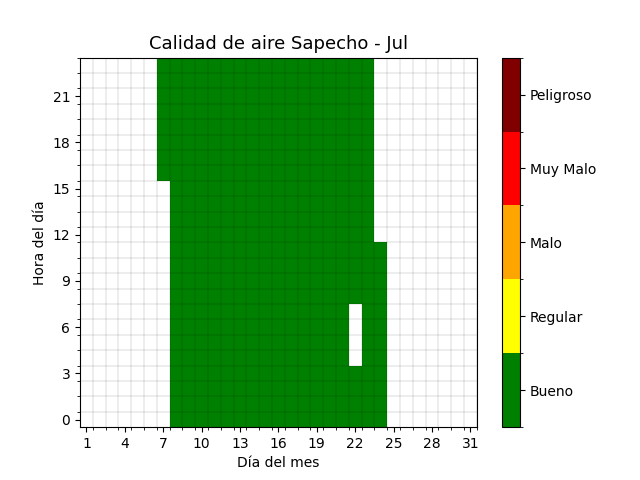 Calidad de aire Sapecho - Jul
Hora del día
21
18
15
12
9
6
3
0
1 4 7 10 13 16 19 22 25 28 31
Día del mes
Peligroso
Muy Malo
Malo
Regular
Bueno